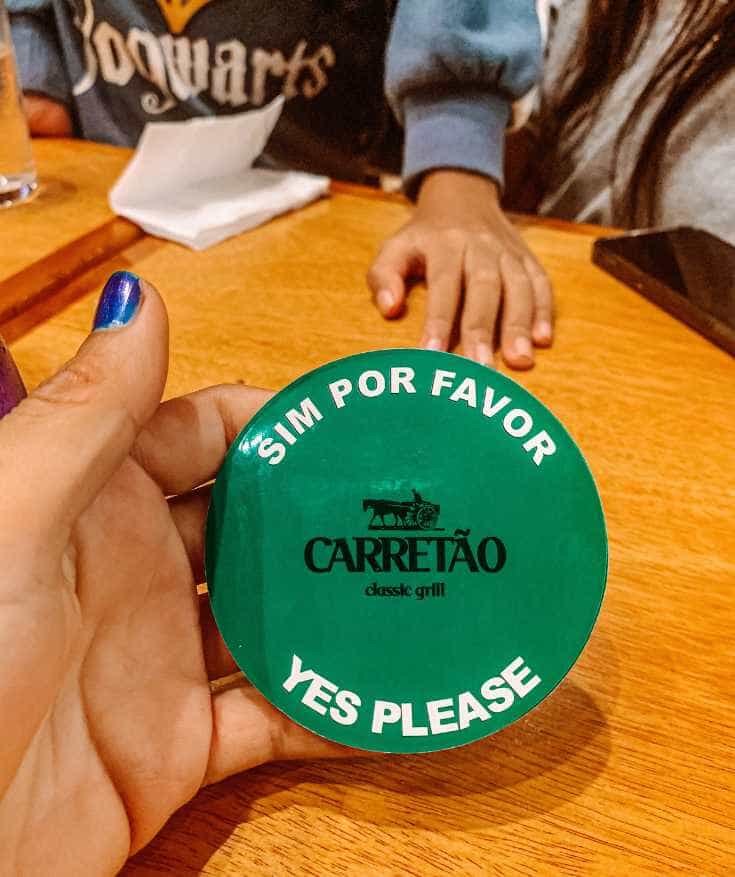 Hogwarts
SIM POR FAVOR
CARRETÃO
classic grill
YES PLEASE